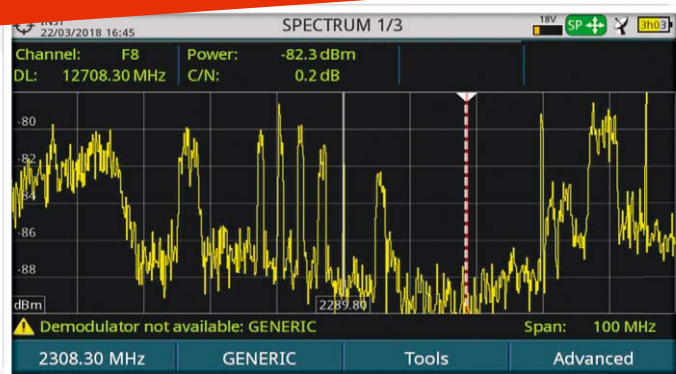 22/03/2018 16:45
SPECTRUM 1/3
18V
SP
3h03
Channel: F8 Power: -82.3 dBm
DL: 12708.30 MHz C/N: 0.2 dB
-80
-82
-84
-86
-88
dBm
2289.80
Demodulator not available: GENERIC
Span: 100 MHz
2308.30 MHz GENERIC Tools Advanced